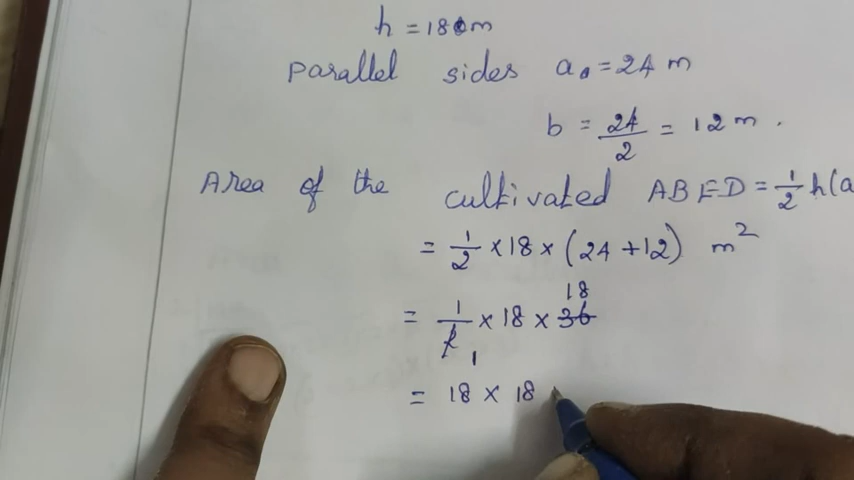 h = 18 m
Parallel sides a = 24 m
b = 24/2 = 12 m.
Area of the cultivated ABED = 1/2 h(a
= 1/2 × 18 × (24 + 12) m²
18
= 1/2 × 18 × 36
1
= 18 × 18